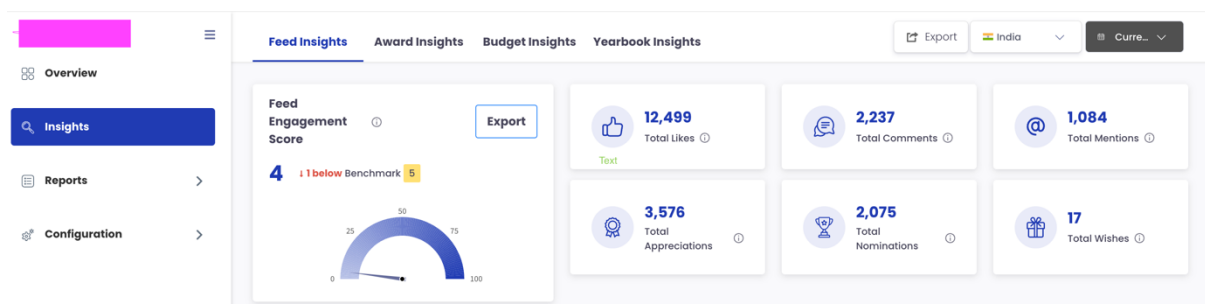 Feed Insights Award Insights Budget Insights Yearbook Insights
Export India Curre...
Overview
Insights
Reports
Configuration
Feed
Engagement
Score
Export
4 ↓ 1 below Benchmark 5
0 25 50 75 100
12,499
Total Likes
Text
2,237
Total Comments
@ 1,084
Total Mentions
3,576
Total
Appreciations
2,075
Total
Nominations
17
Total Wishes